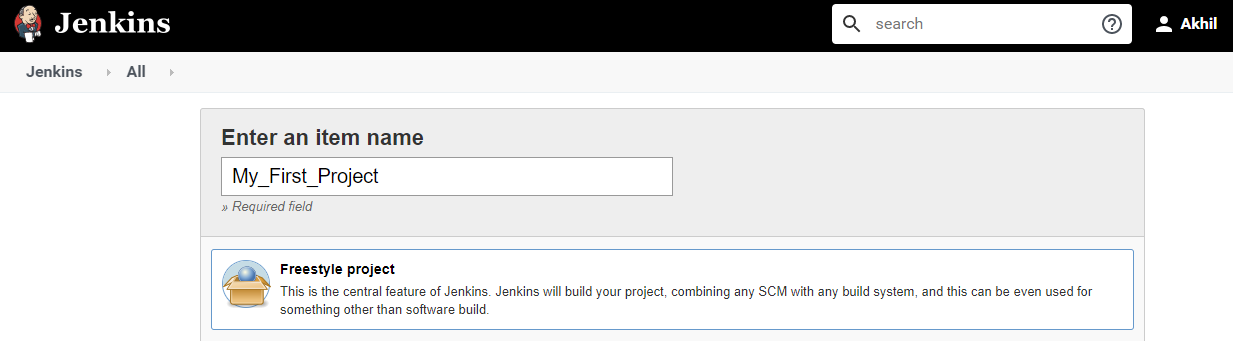 Jenkins
search
Akhil
Jenkins
All
Enter an item name
My_First_Project
» Required field
Freestyle project
This is the central feature of Jenkins. Jenkins will build your project, combining any SCM with any build system, and this can be even used for
something other than software build.